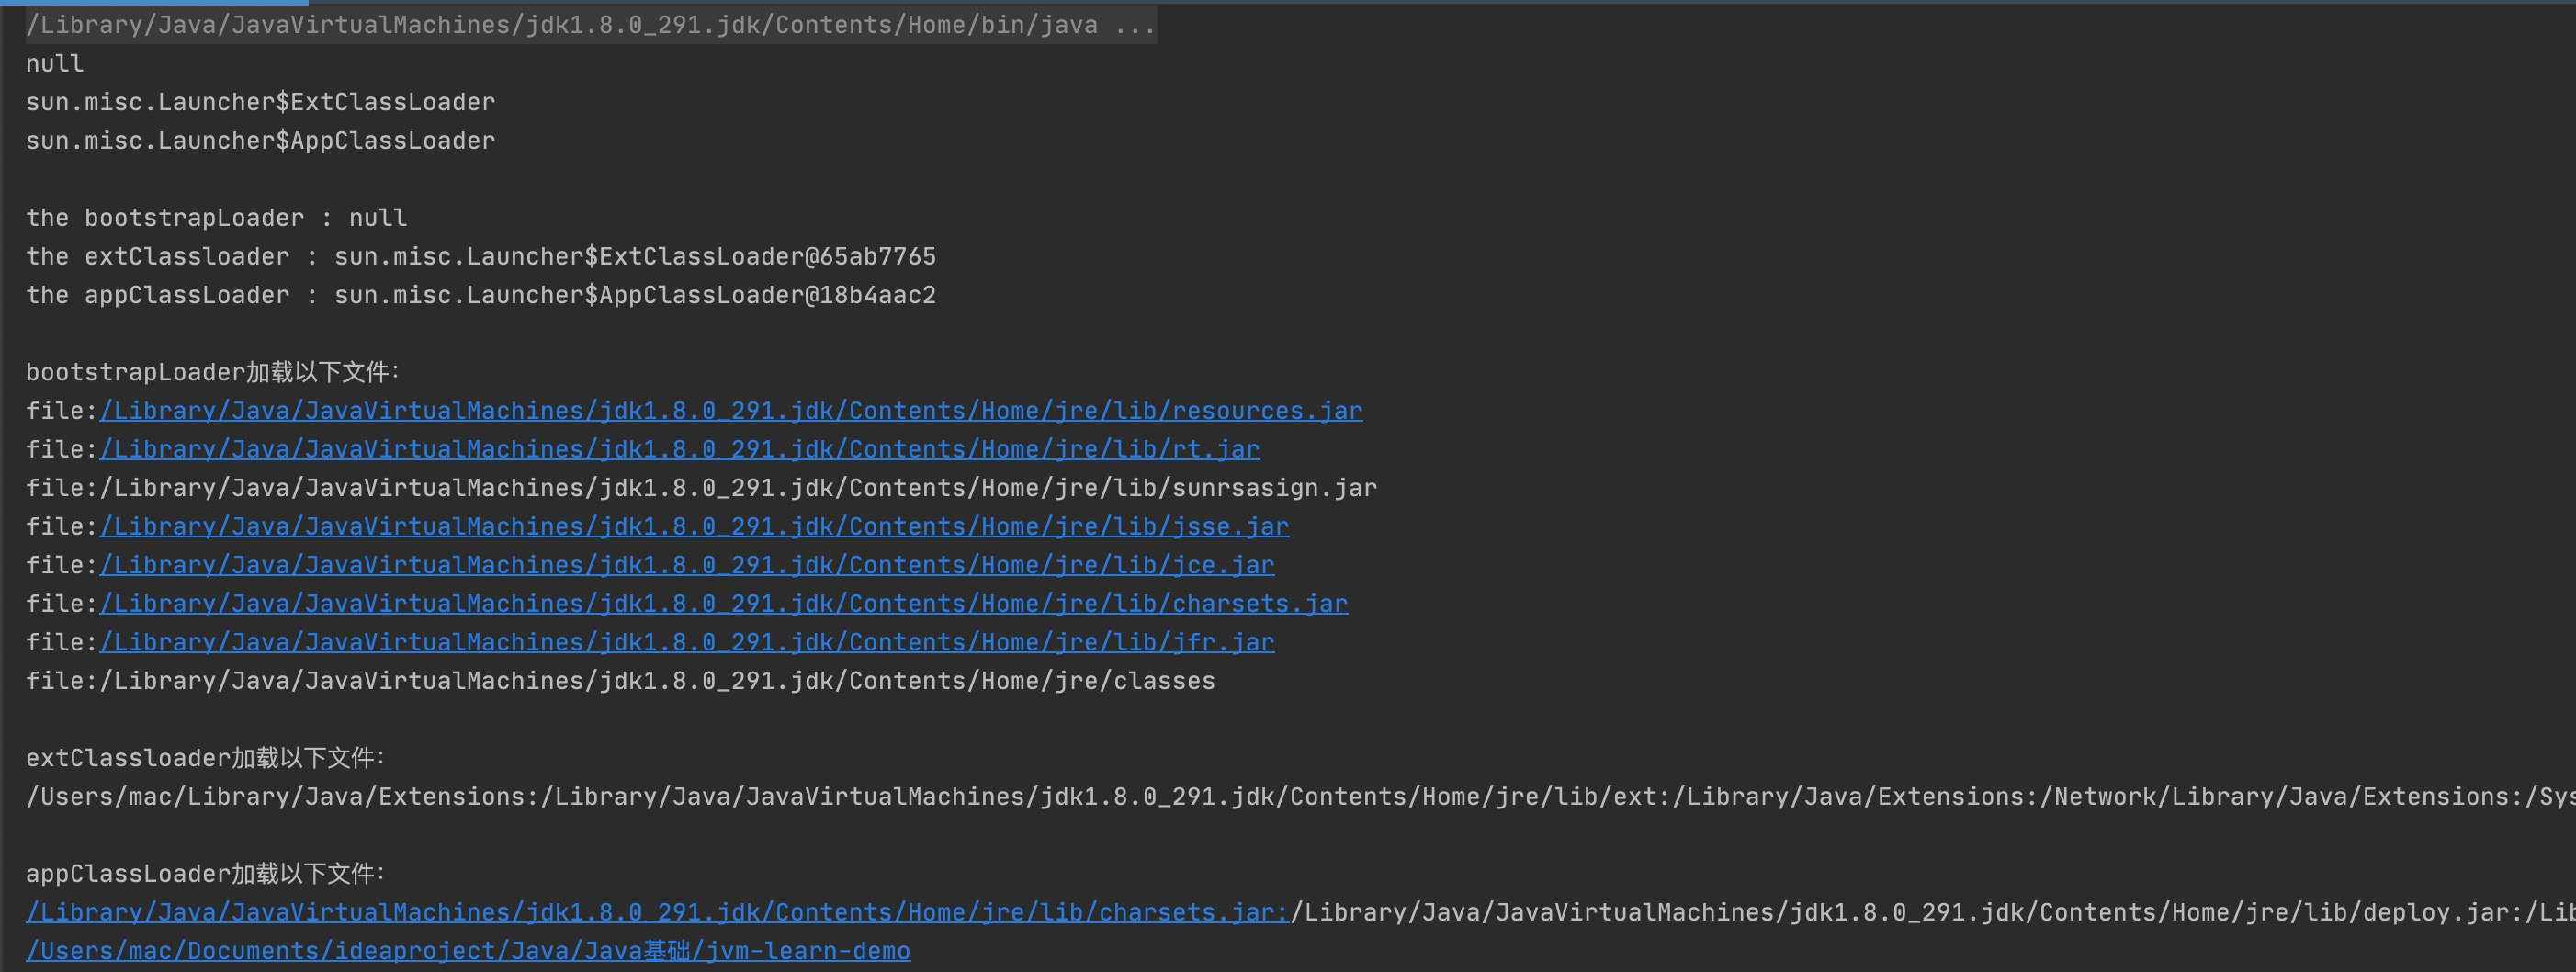 /Library/Java/JavaVirtualMachines/jdk1.8.0_291.jdk/Contents/Home/bin/java ...
null
sun.misc.Launcher$ExtClassLoader
sun.misc.Launcher$AppClassLoader
the bootstrapLoader : null
the extClassloader : sun.misc.Launcher$ExtClassLoader@65ab7765
the appClassLoader : sun.misc.Launcher$AppClassLoader@18b4aac2
bootstrapLoader加载以下文件：
file:/Library/Java/JavaVirtualMachines/jdk1.8.0_291.jdk/Contents/Home/jre/lib/resources.jar
file:/Library/Java/JavaVirtualMachines/jdk1.8.0_291.jdk/Contents/Home/jre/lib/rt.jar
file:/Library/Java/JavaVirtualMachines/jdk1.8.0_291.jdk/Contents/Home/jre/lib/sunrsasign.jar
file:/Library/Java/JavaVirtualMachines/jdk1.8.0_291.jdk/Contents/Home/jre/lib/jsse.jar
file:/Library/Java/JavaVirtualMachines/jdk1.8.0_291.jdk/Contents/Home/jre/lib/jce.jar
file:/Library/Java/JavaVirtualMachines/jdk1.8.0_291.jdk/Contents/Home/jre/lib/charsets.jar
file:/Library/Java/JavaVirtualMachines/jdk1.8.0_291.jdk/Contents/Home/jre/lib/jfr.jar
file:/Library/Java/JavaVirtualMachines/jdk1.8.0_291.jdk/Contents/Home/jre/classes
extClassloader加载以下文件：
/Users/mac/Library/Java/Extensions:/Library/Java/JavaVirtualMachines/jdk1.8.0_291.jdk/Contents/Home/jre/lib/ext:/Library/Java/Extensions:/Network/Library/Java/Extensions:/Sys
appClassLoader加载以下文件：
/Library/Java/JavaVirtualMachines/jdk1.8.0_291.jdk/Contents/Home/jre/lib/charsets.jar:/Library/Java/JavaVirtualMachines/jdk1.8.0_291.jdk/Contents/Home/jre/lib/deploy.jar:/Lib
/Users/mac/Documents/ideaproject/Java/Java基础/jvm-learn-demo